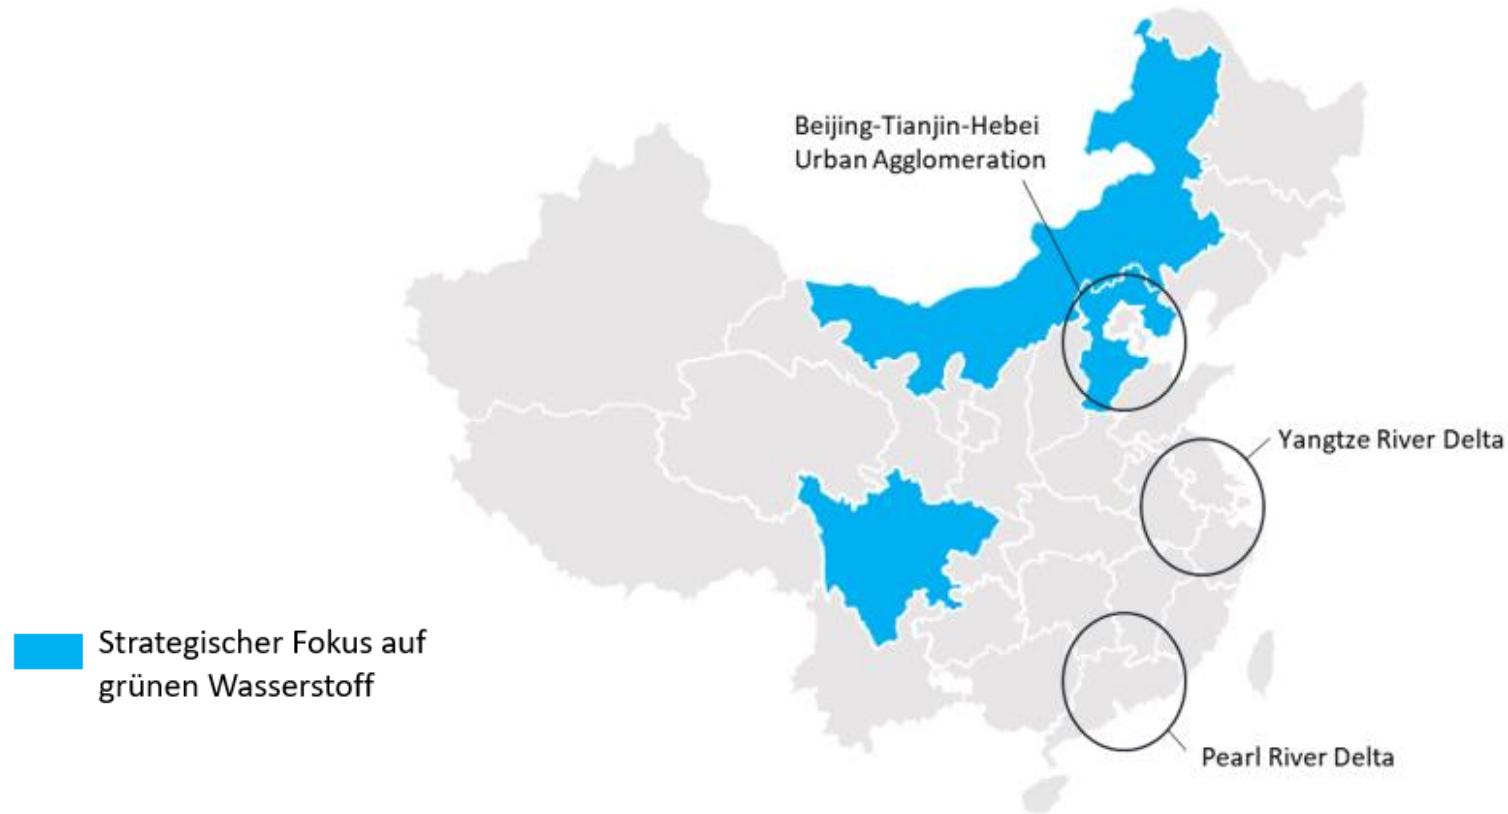 Beijing-Tianjin-Hebei
Urban Agglomeration
Yangtze River Delta
Strategischer Fokus auf
grünen Wasserstoff
Pearl River Delta